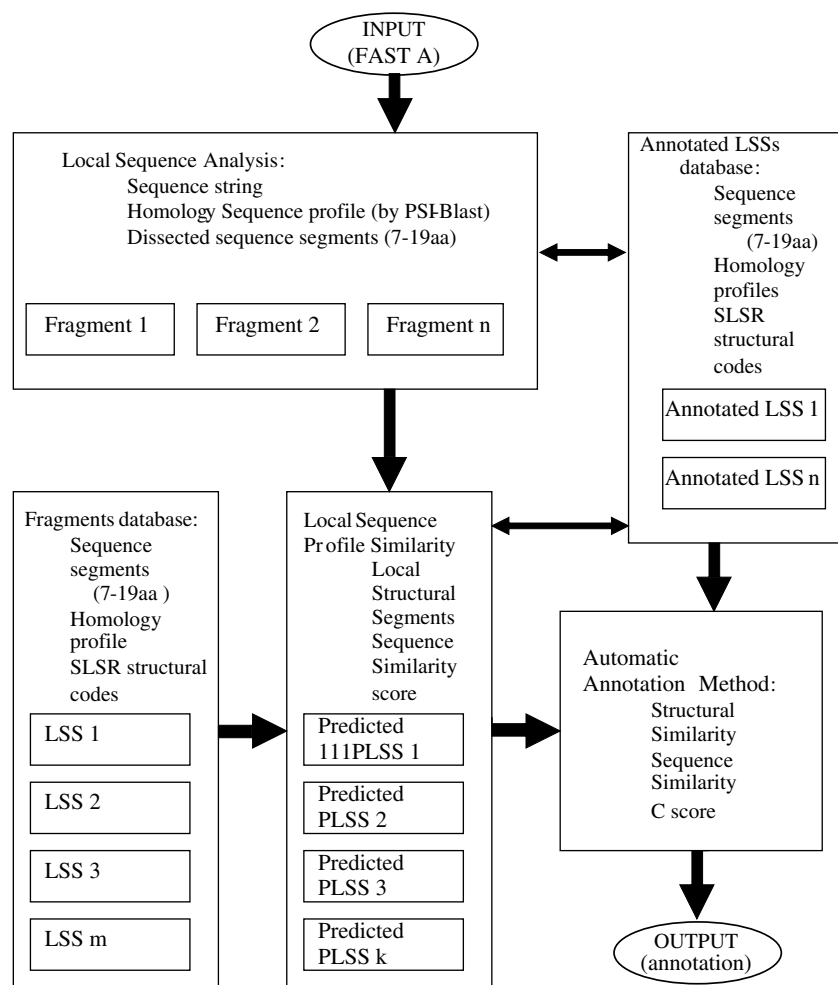 INPUT
(FAST A)
Local Sequence Analysis:
Sequence string
Homology Sequence profile (by PSI-Blast)
Dissected sequence segments (7-19aa)
Fragment 1
Fragment 2
Fragment n
Annotated LSSs
database:
Sequence
segments
(7-19aa)
Homology
profiles
SLSR
structural
codes
Annotated LSS 1
Annotated LSS n
Fragments database:
Sequence
segments
(7-19aa )
Homology
profile
SLSR structural
codes
LSS 1
LSS 2
LSS 3
LSS m
Local Sequence
Profile Similarity
Local
Structural
Segments
Sequence
Similarity
score
Predicted
111PLSS 1
Predicted
PLSS 2
Predicted
PLSS 3
Predicted
PLSS k
Automatic
Annotation Method:
Structural
Similarity
Sequence
Similarity
C score
OUTPUT
(annotation)